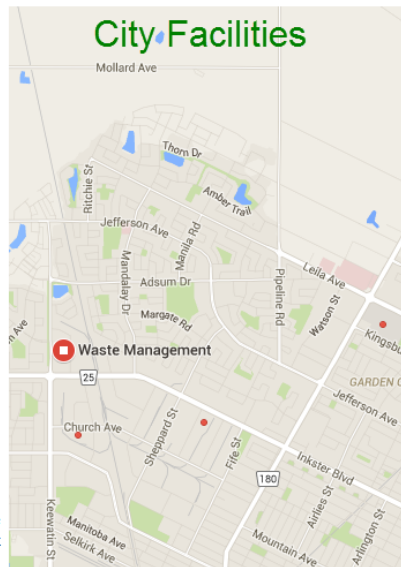 City Facilities
Mollard Ave
Thorn Dr
Ritchie St
Amber Trail
Jefferson Ave
Manila Rd
Mandalay Dr
Adsum Dr
Pipeline Rd
Leila Ave
Watson St
Margate Rd
Kingsbu
n Ave
Waste Management
25
GARDEN C
Jefferson Ave
Sheppard St
Church Ave
Fife St
Inkster Blvd
180
Keewatin St
Manitoba Ave
Selkirk Ave
Airlies St
Arlington St
Mountain Ave